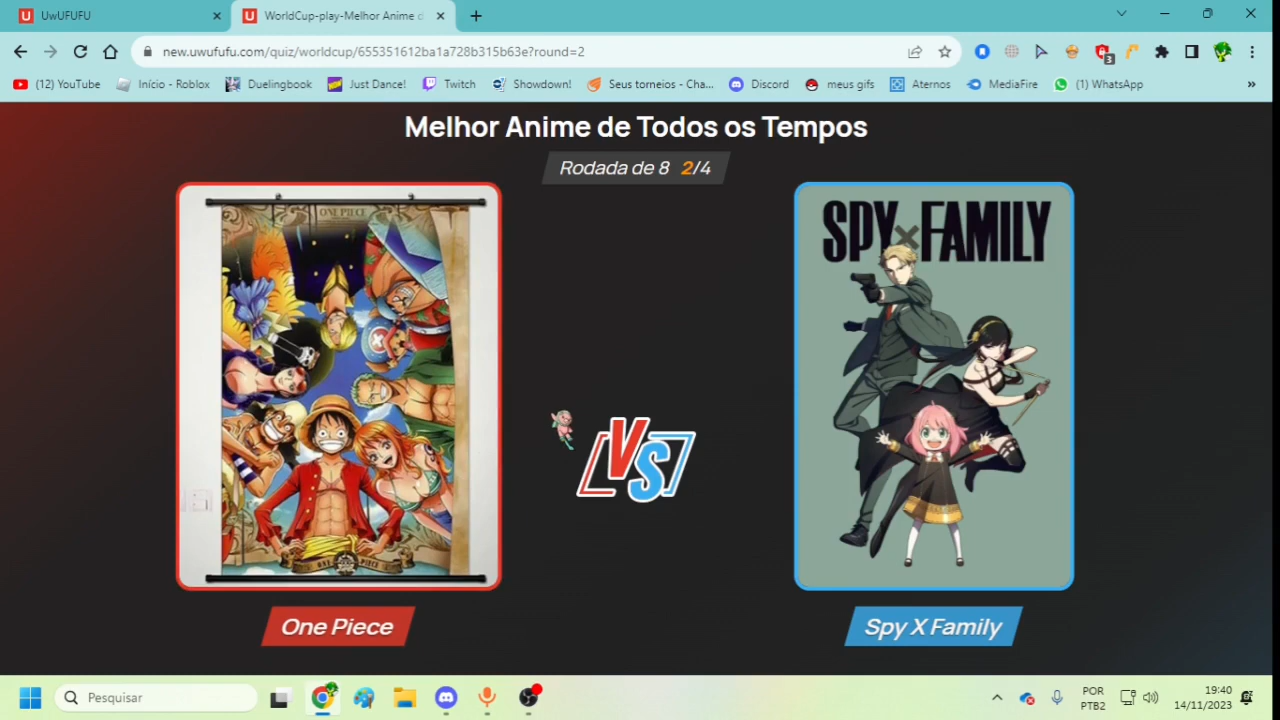 UwUFUFU
WorldCup-play-Melhor Anime d
new.uwufufu.com/quiz/worldcup/655351612ba1a728b315b63e?round=2
3
(12) YouTube
Início - Roblox
Duelingbook
Just Dance!
Twitch
Showdown!
Seus torneios - Cha...
Discord
meus gifs
Aternos
MediaFire
(1) WhatsApp
»
Melhor Anime de Todos os Tempos
Rodada de 8 2/4
ONE PIECE
ONE PIECE
SPY×FAMILY
VS
One Piece
Spy X Family
Pesquisar
POR
PTB2
19:40
14/11/2023